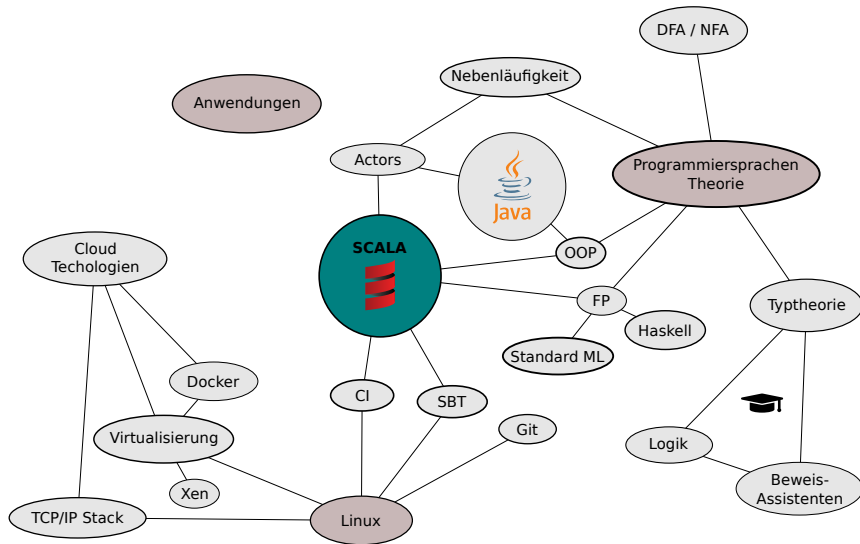 DFA / NFA
Nebenläufigkeit
Anwendungen
Actors
Programmiersprachen
Theorie
Java
SCALA
OOP
Cloud
Techologien
FP
Typtheorie
Haskell
Standard ML
Docker
CI
SBT
Git
Virtualisierung
Logik
Xen
Beweis-
Assistenten
TCP/IP Stack
Linux